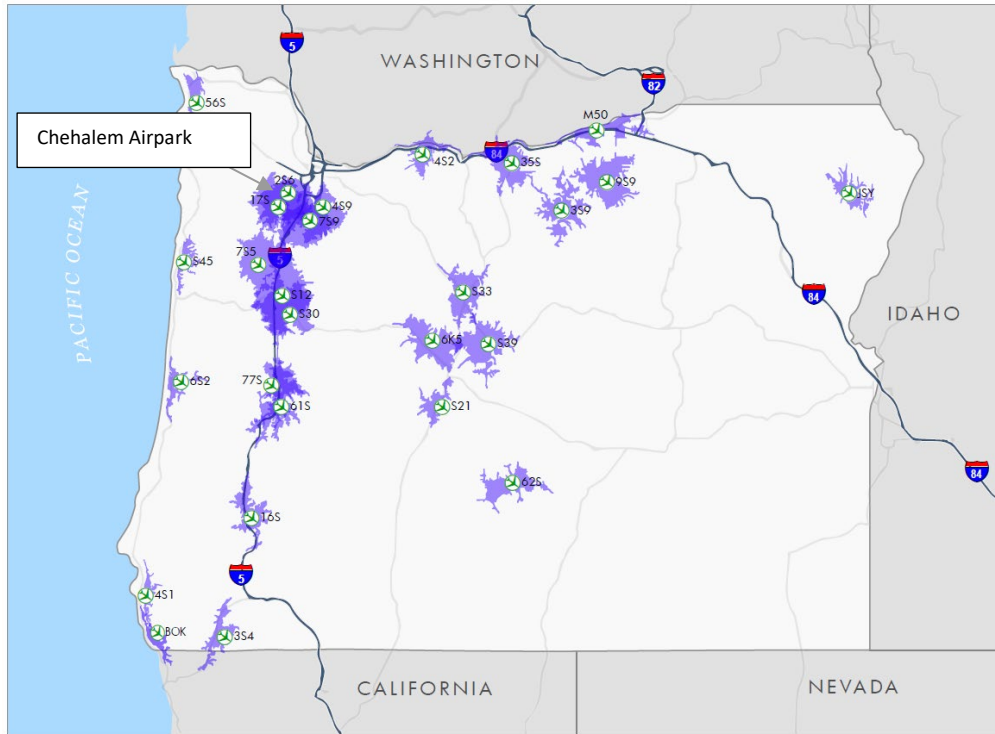 5
WASHINGTON
82
56S
M50
Chehalem Airpark
4S2
84
35S
2S6
9S9
JSY
17S
4S9
3S9
7S9
PACIFIC OCEAN
7S5
5
S45
S12
S33
84
S30
IDAHO
6K5
S39
6S2
77S
61S
S21
84
62S
16S
5
4S1
BOK
3S4
CALIFORNIA
NEVADA